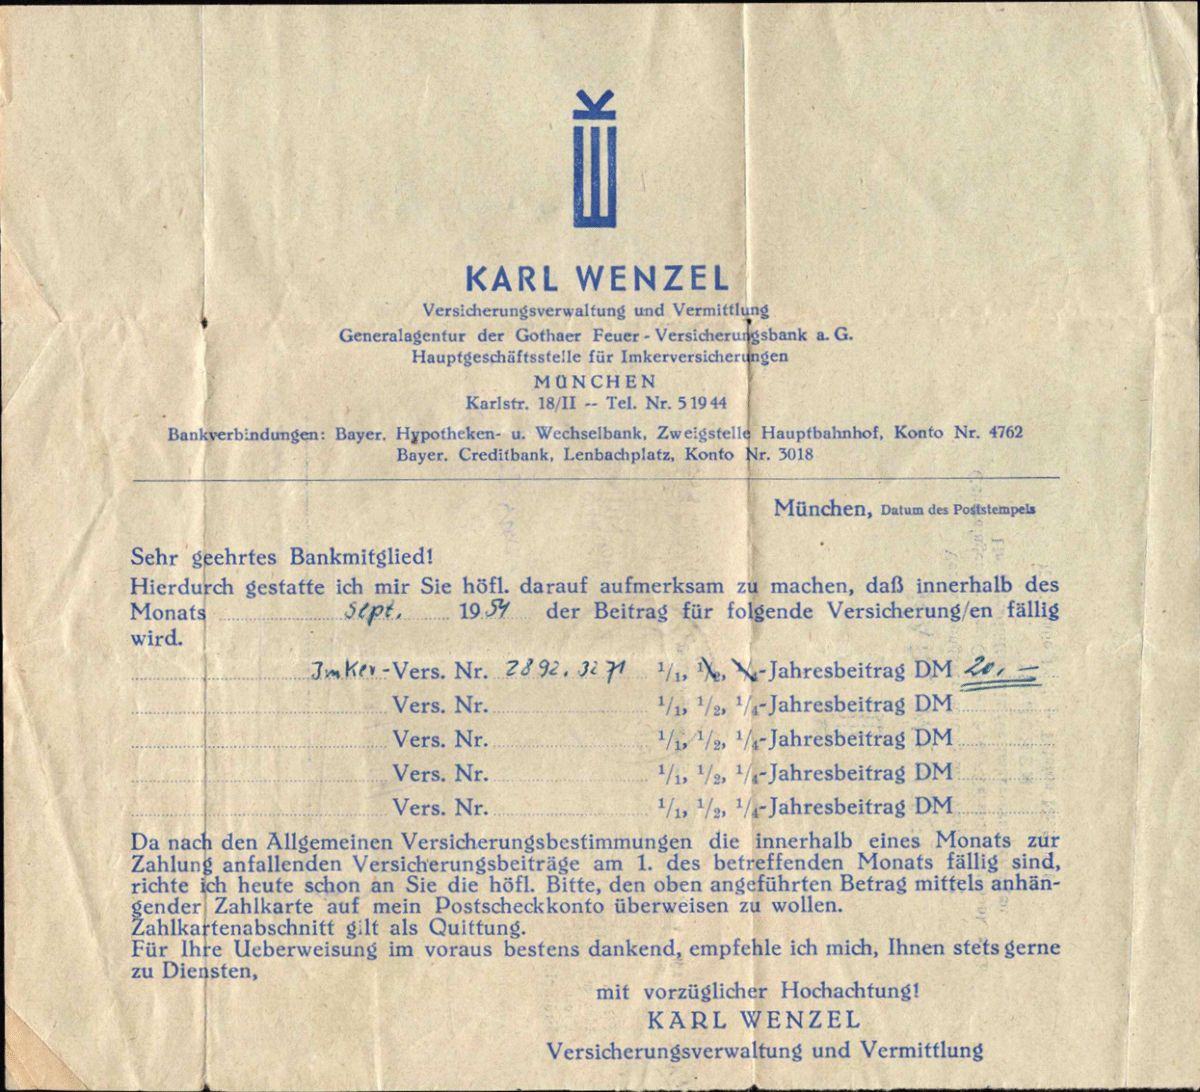 KARL WENZEL
Versicherungsverwaltung und Vermittlung
Generalagentur der Gothaer Feuer-Versicherungsbank a. G.
Hauptgeschäftsstelle für Imkerversicherungen
MÜNCHEN
Karlstr. 18/II -- Tel. Nr. 51944
Bankverbindungen: Bayer. Hypotheken- u. Wechselbank, Zweigstelle Hauptbahnhof, Konto Nr. 4762
Bayer. Creditbank, Lenbachplatz, Konto Nr. 3018
München, Datum des Poststempels
Sehr geehrtes Bankmitglied!
Hierdurch gestatte ich mir Sie höfl. darauf aufmerksam zu machen, daß innerhalb des
Monats Sept. 1951 der Beitrag für folgende Versicherung/en fällig
wird.
Imker-Vers. Nr. 2892.3271 1/1, 1/2, 1/4-Jahresbeitrag DM 20.-
Vers. Nr. 1/1, 1/2, 1/4-Jahresbeitrag DM
Vers. Nr. 1/1, 1/2, 1/4-Jahresbeitrag DM
Vers. Nr. 1/1, 1/2, 1/4-Jahresbeitrag DM
Vers. Nr. 1/1, 1/2, 1/4-Jahresbeitrag DM
Da nach den Allgemeinen Versicherungsbestimmungen die innerhalb eines Monats zur
Zahlung anfallenden Versicherungsbeiträge am 1. des betreffenden Monats fällig sind,
richte ich heute schon an Sie die höfl. Bitte, den oben angeführten Betrag mittels anhän-
gender Zahlkarte auf mein Postscheckkonto überweisen zu wollen.
Zahlkartenabschnitt gilt als Quittung.
Für Ihre Ueberweisung im voraus bestens dankend, empfehle ich mich, Ihnen stets gerne
zu Diensten,
mit vorzüglicher Hochachtung!
KARL WENZEL
Versicherungsverwaltung und Vermittlung